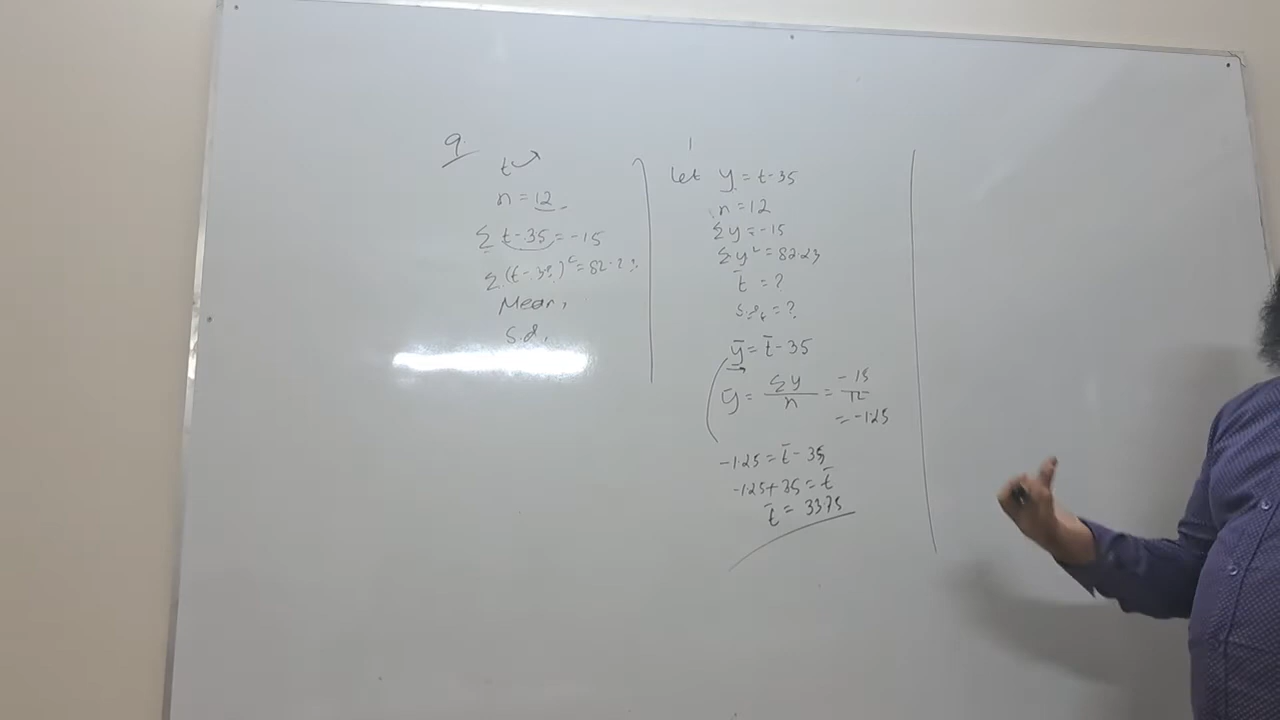 9.
t
n = 12
Σ t - 35 = -15
Σ (t - 35)² = 82.23
Mean,
S.d.
let y = t - 35
n = 12
Σy = -15
Σy² = 82.23
t̄ = ?
s.d_t = ?
ȳ = t̄ - 35
ȳ = Σy / n = -15 / 12
= -1.25
-1.25 = t̄ - 35
-1.25 + 35 = t̄
t̄ = 33.75